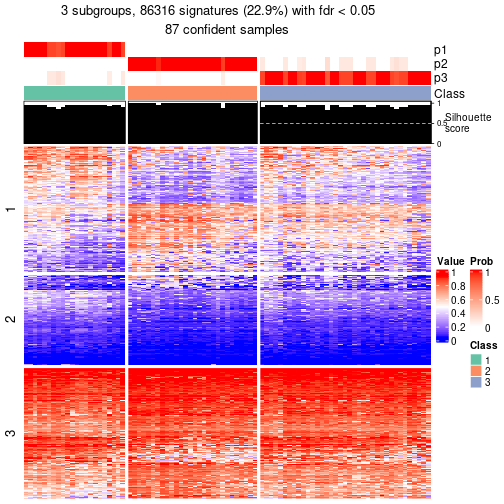 3 subgroups, 86316 signatures (22.9%) with fdr < 0.05
87 confident samples
p1
p2
p3
Class
1
0.5
0
Silhouette
score
1
2
3
Value
1
0.8
0.6
0.4
0.2
0
Prob
1
0.5
0
Class
1
2
3